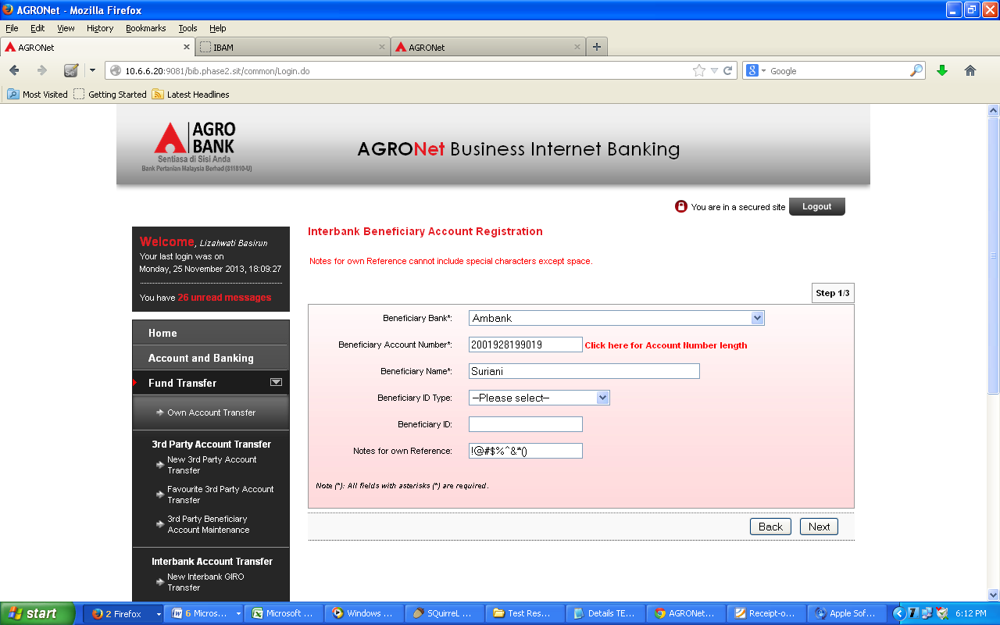 AGRONet - Mozilla Firefox
File Edit View History Bookmarks Tools Help
AGRONet
IBAM
AGRONet
10.6.6.20:9081/bib.phase2.sit/common/Login.do
Google
Most Visited Getting Started Latest Headlines
AGRO
BANK
Sentiasa di Sisi Anda
Bank Pertanian Malaysia Berhad (811810-U)
AGRONet Business Internet Banking
You are in a secured site Logout
Welcome, Lizahwati Basirun
Your last login was on
Monday, 25 November 2013, 18:09:27
You have 26 unread messages
Home
Account and Banking
Fund Transfer
Own Account Transfer
3rd Party Account Transfer
New 3rd Party Account
Transfer
Favourite 3rd Party Account
Transfer
3rd Party Beneficiary
Account Maintenance
Interbank Account Transfer
New Interbank GIRO
Transfer
Interbank Beneficiary Account Registration
Notes for own Reference cannot include special characters except space.
Step 1/3
Beneficiary Bank*: Ambank
Beneficiary Account Number*: 2001928199019 Click here for Account Number length
Beneficiary Name*: Suriani
Beneficiary ID Type: --Please select--
Beneficiary ID:
Notes for own Reference: !@#$%^&*()
Note (*): All fields with asterisks (*) are required.
Back Next
start 2 Firefox 6 Micros... Microsoft ... Windows ... SQuirreL ... Test Res... Details TE... AGRONet... Receipt-o... Apple Sof... 6:12 PM